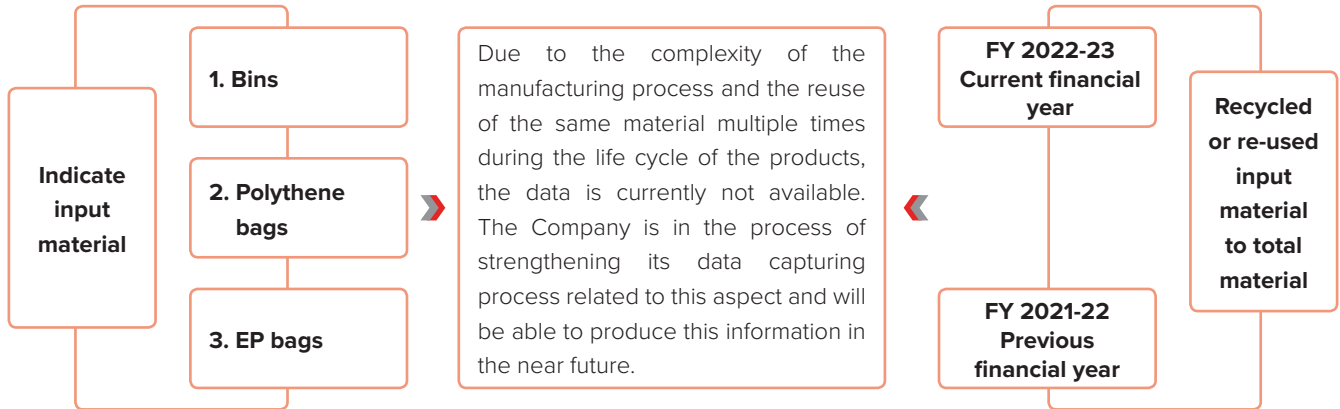 Indicate
input
material
1. Bins
2. Polythene
bags
3. EP bags
Due to the complexity of the
manufacturing process and the reuse
of the same material multiple times
during the life cycle of the products,
the data is currently not available.
The Company is in the process of
strengthening its data capturing
process related to this aspect and will
be able to produce this information in
the near future.
FY 2022-23
Current financial
year
FY 2021-22
Previous
financial year
Recycled
or re-used
input
material
to total
material